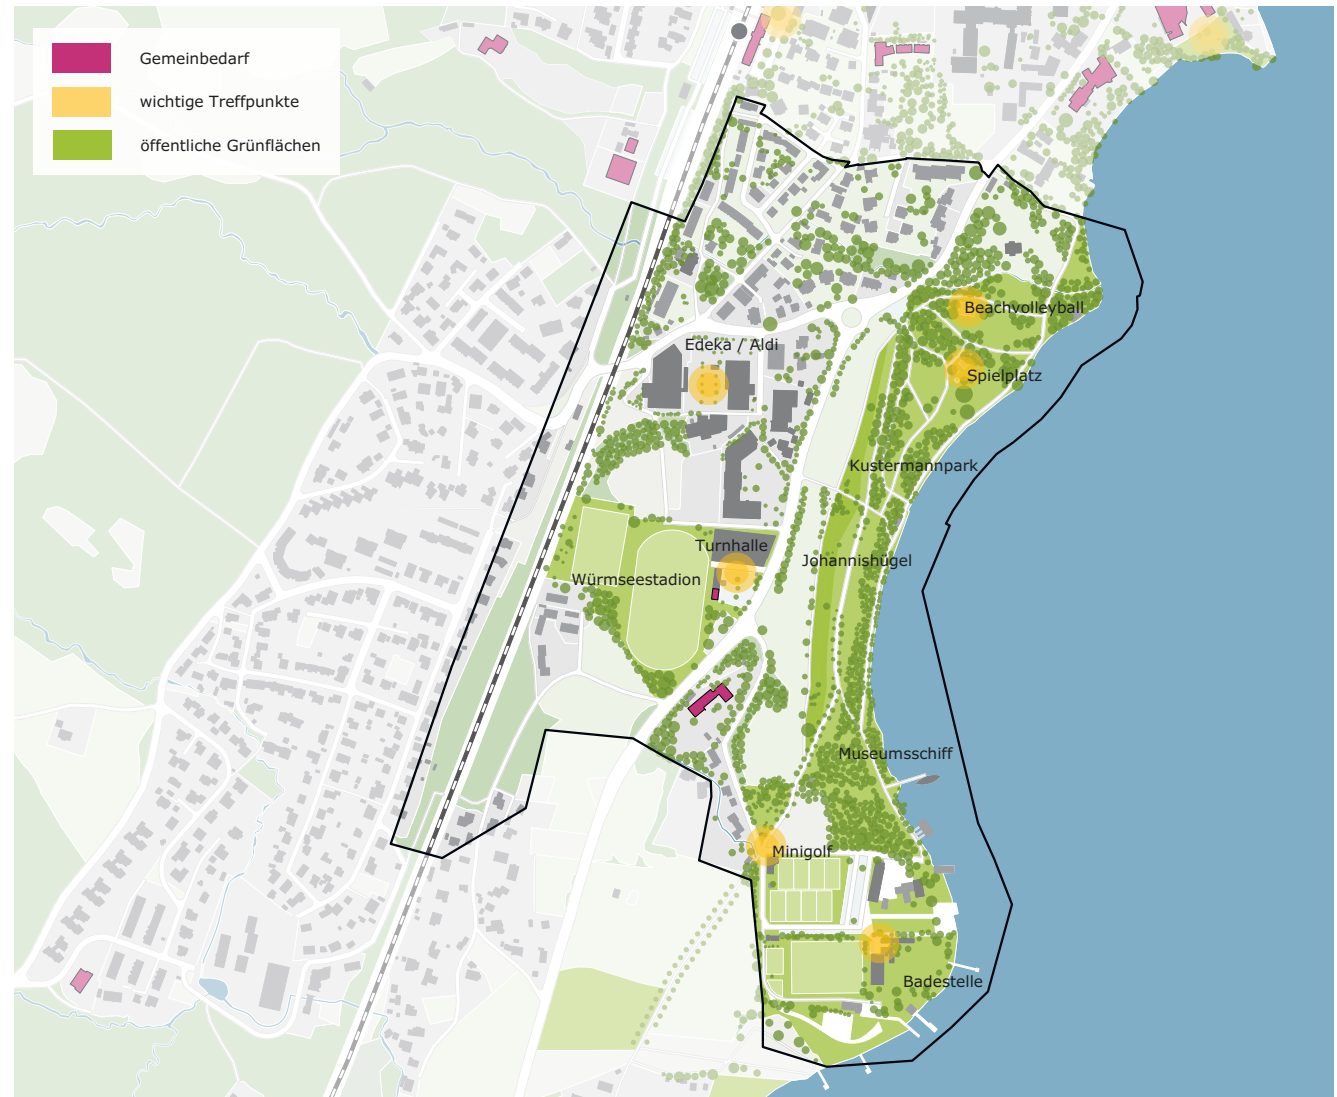 Gemeinbedarf
wichtige Treffpunkte
öffentliche Grünflächen
Beachvolleyball
Edeka / Aldi
Spielplatz
Kustermannpark
Turnhalle
Johannishügel
Würmseestadion
Museumsschiff
Minigolf
Badestelle